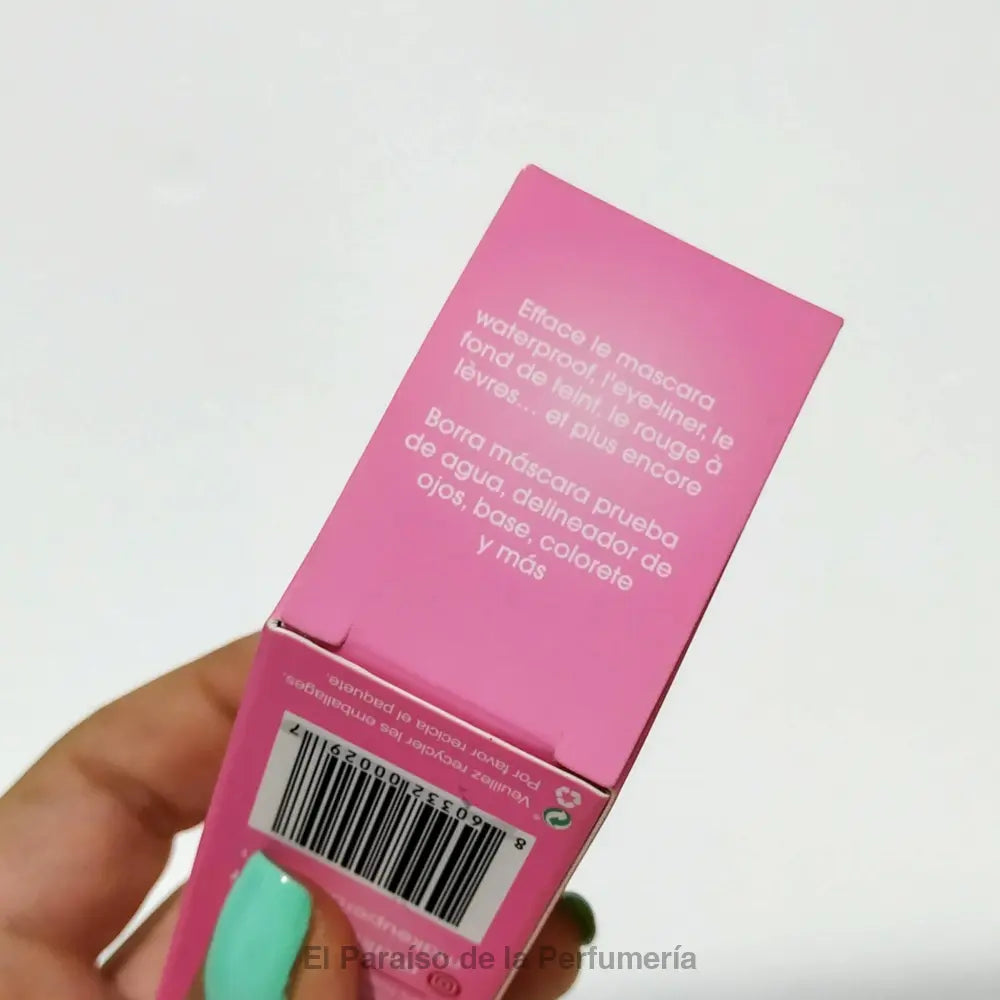 Efface le mascara
waterproof, l'eye-liner, le
fond de teint, le rouge à
lèvres... et plus encore
Borra máscara prueba
de agua, delineador de
ojos, base, colorete
y más
Veuillez recycler les emballages.
Por favor recicla el paquete.
8 60332 00029 7
El Paraíso de la Perfumería